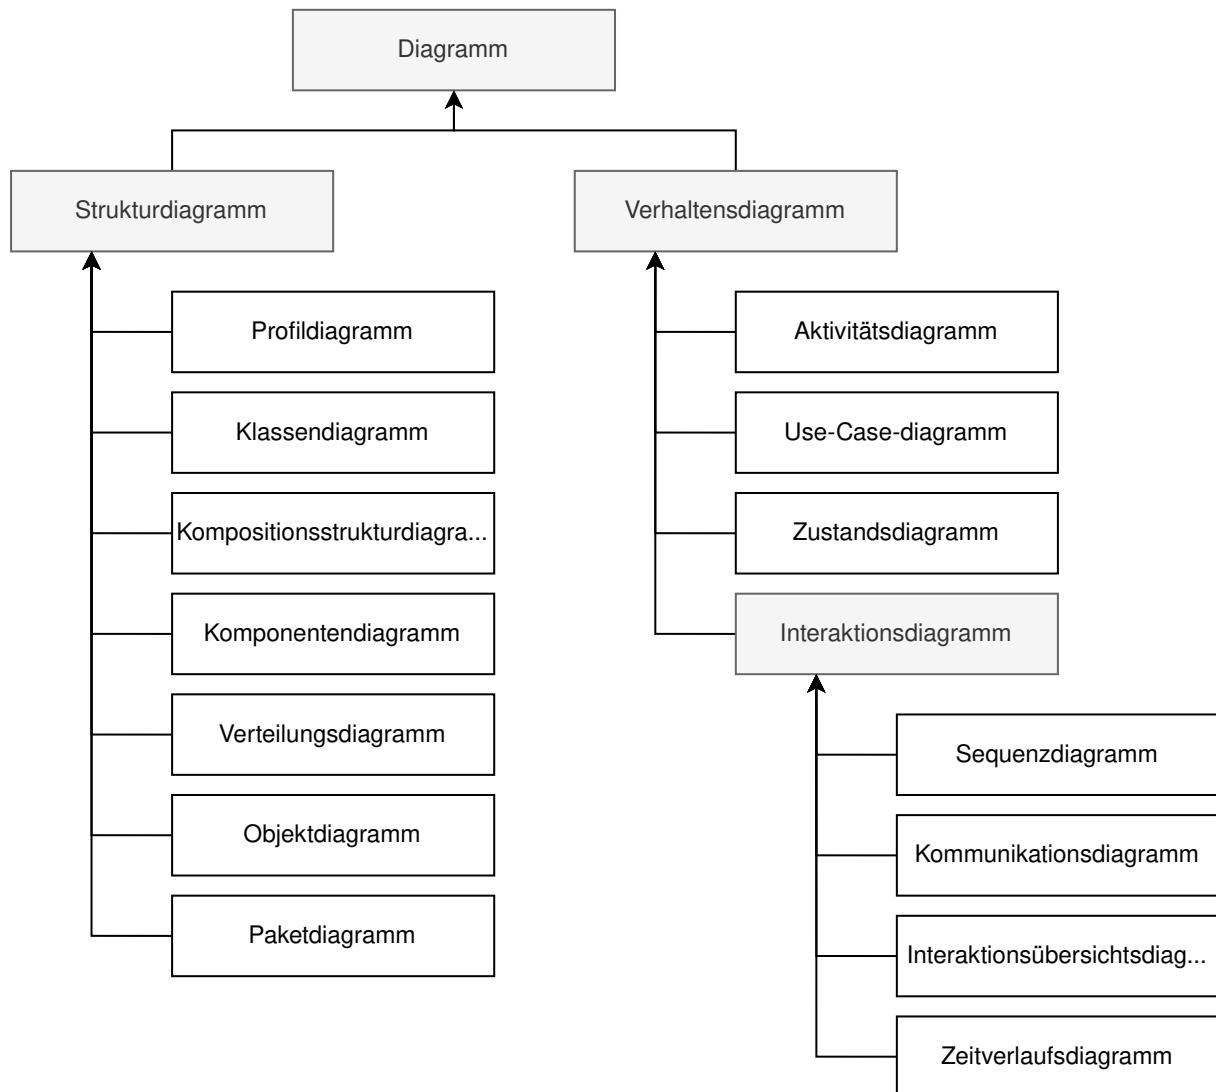 Diagramm
Strukturdiagramm
Verhaltensdiagramm
Profildiagramm
Klassendiagramm
Kompositionsstrukturdiagra...
Komponentendiagramm
Verteilungsdiagramm
Objektdiagramm
Paketdiagramm
Aktivitätsdiagramm
Use-Case-diagramm
Zustandsdiagramm
Interaktionsdiagramm
Sequenzdiagramm
Kommunikationsdiagramm
Interaktionsübersichtsdiag...
Zeitverlaufsdiagramm